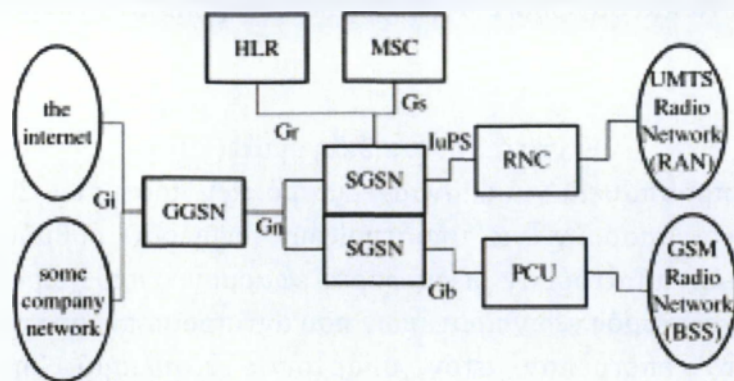 HLR
MSC
the
internet
UMTS
Radio
Network
(RAN)
Gr
Gs
IuPS
RNC
SGSN
Gi
GGSN
Gn
SGSN
PCU
Gb
some
company
network
GSM
Radio
Network
(BSS)